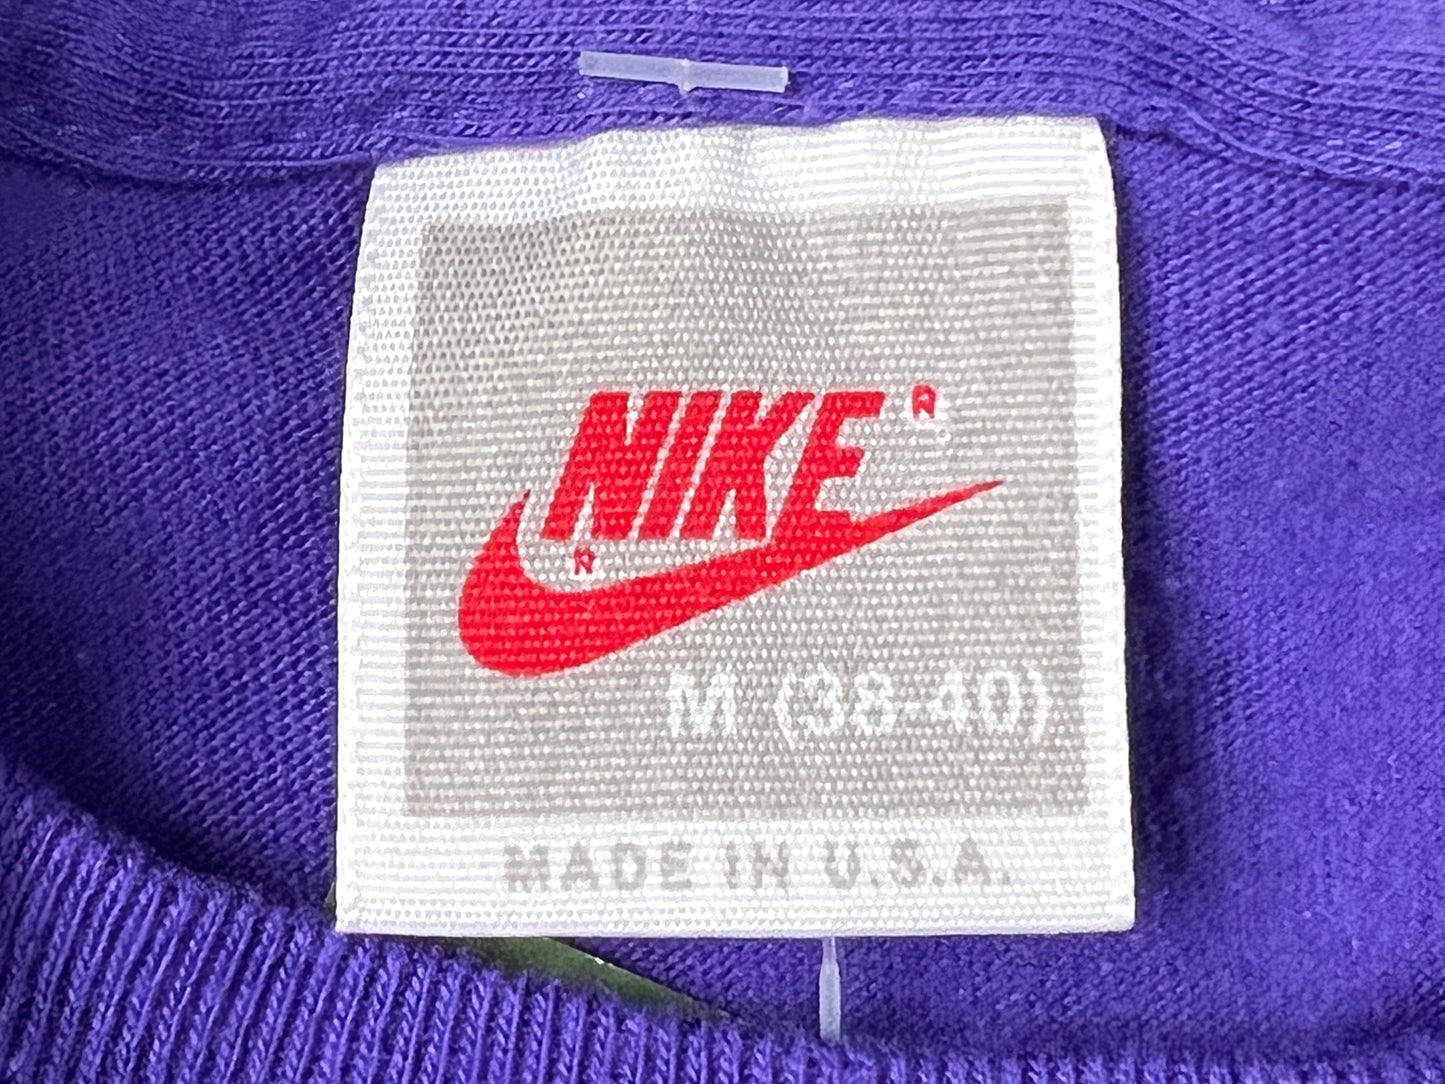 NIKE®
®
M (38-40)
MADE IN U.S.A.